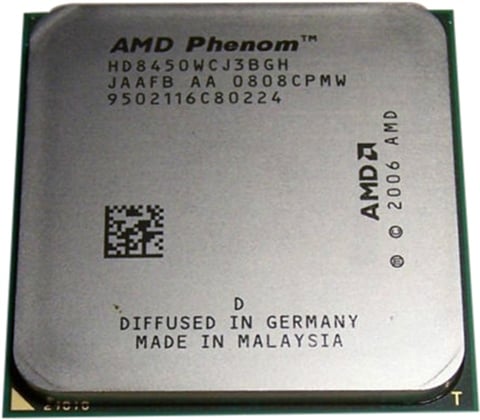 AMD Phenom™
HD8450WCJ3BGH
JAAFB AA 0808CPMW
9502116C80224
AMD
© 2006 AMD
D
DIFFUSED IN GERMANY
MADE IN MALAYSIA
T